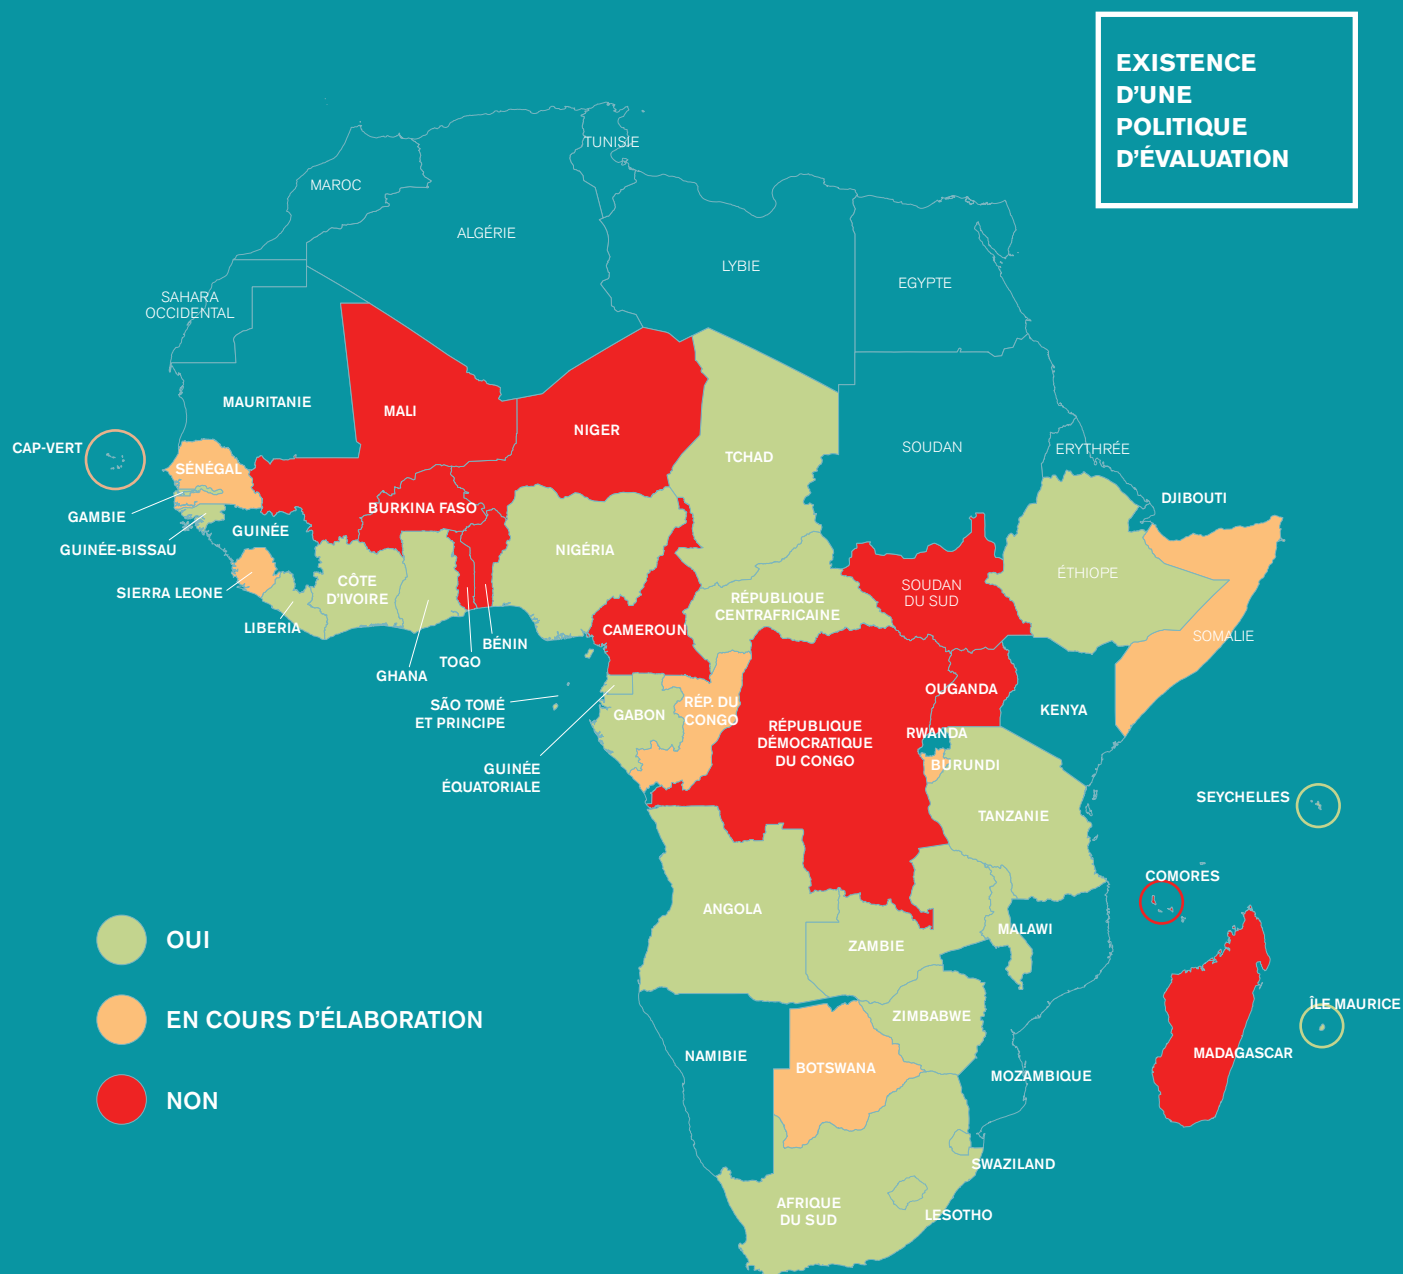 EXISTENCE
D'UNE
POLITIQUE
D'ÉVALUATION
TUNISIE
MAROC
ALGÉRIE
LYBIE
EGYPTE
SAHARA
OCCIDENTAL
MAURITANIE
MALI
NIGER
TCHAD
SOUDAN
ERYTHRÉE
CAP-VERT
SÉNÉGAL
DJIBOUTI
GAMBIE
BURKINA FASO
GUINÉE
GUINÉE-BISSAU
NIGÉRIA
ÉTHIOPE
SIERRA LEONE
CÔTE
D'IVOIRE
SOUDAN
DU SUD
RÉPUBLIQUE
CENTRAFRICAINE
LIBERIA
CAMEROUN
SOMALIE
BÉNIN
TOGO
GHANA
OUGANDA
SÃO TOMÉ
ET PRINCIPE
GABON
RÉP. DU
CONGO
KENYA
RÉPUBLIQUE
DÉMOCRATIQUE
DU CONGO
RWANDA
BURUNDI
GUINÉE
ÉQUATORIALE
SEYCHELLES
TANZANIE
COMORES
ANGOLA
MALAWI
ZAMBIE
OUI
ÎLE MAURICE
ZIMBABWE
EN COURS D'ÉLABORATION
NAMIBIE
BOTSWANA
MADAGASCAR
MOZAMBIQUE
NON
SWAZILAND
AFRIQUE
DU SUD
LESOTHO